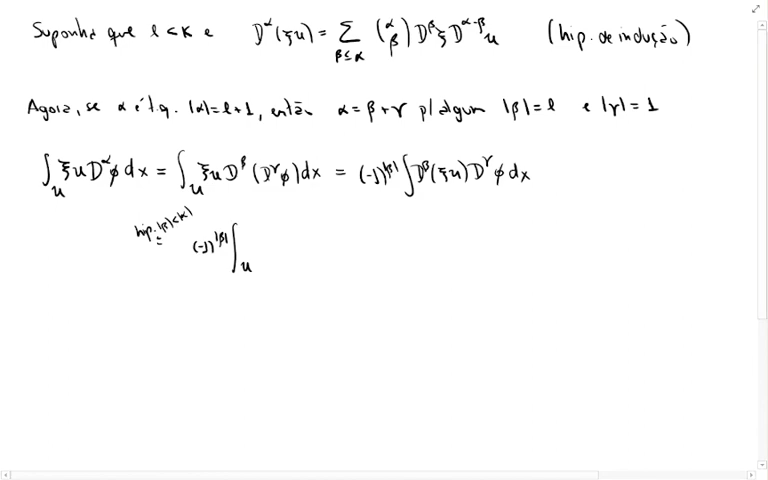 Suponha que l < K e D^α(ξu) = ∑_{β≤α} (α β) D^β ξ D^{α-β} u (hip. de indução)
Agora, se α é t.q. |α| = l + 1, então α = β + γ p/ algum |β| = l e |γ| = 1
∫_U ξu D^α φ dx = ∫_U ξu D^β (D^γ φ) dx = (-1)^{|β|} ∫ D^β(ξu) D^γ φ dx
hip. |β|<K) = (-1)^{|β|} ∫_U